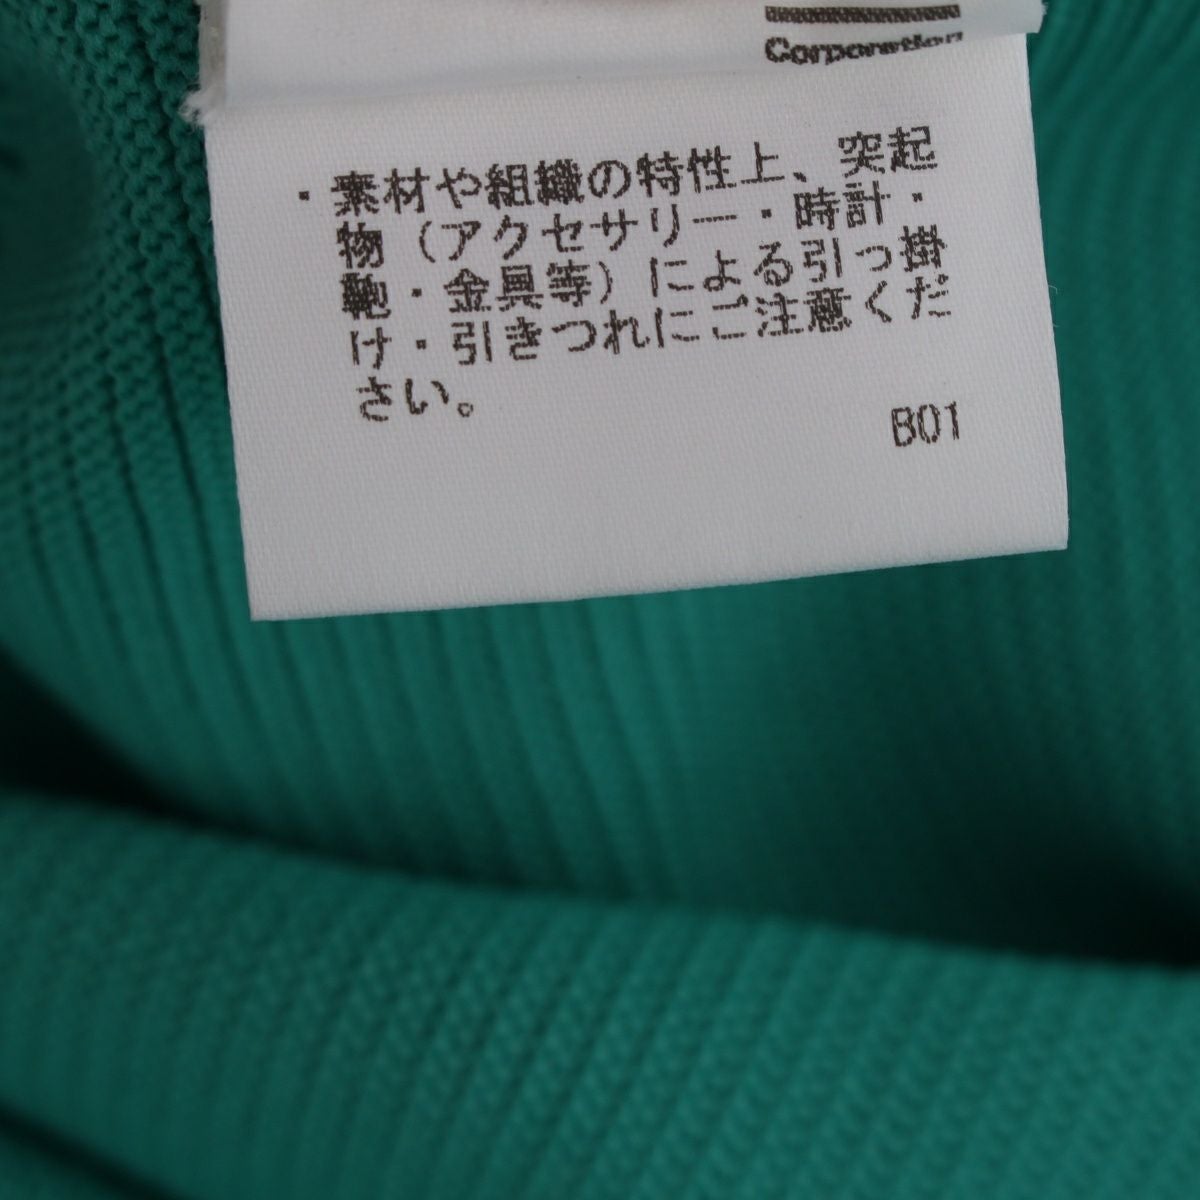 Corporation
・素材や組織の特性上、突起
物（アクセサリー・時計・
鞄・金具等）による引っ掛
け・引きつれにご注意くだ
さい。
B01